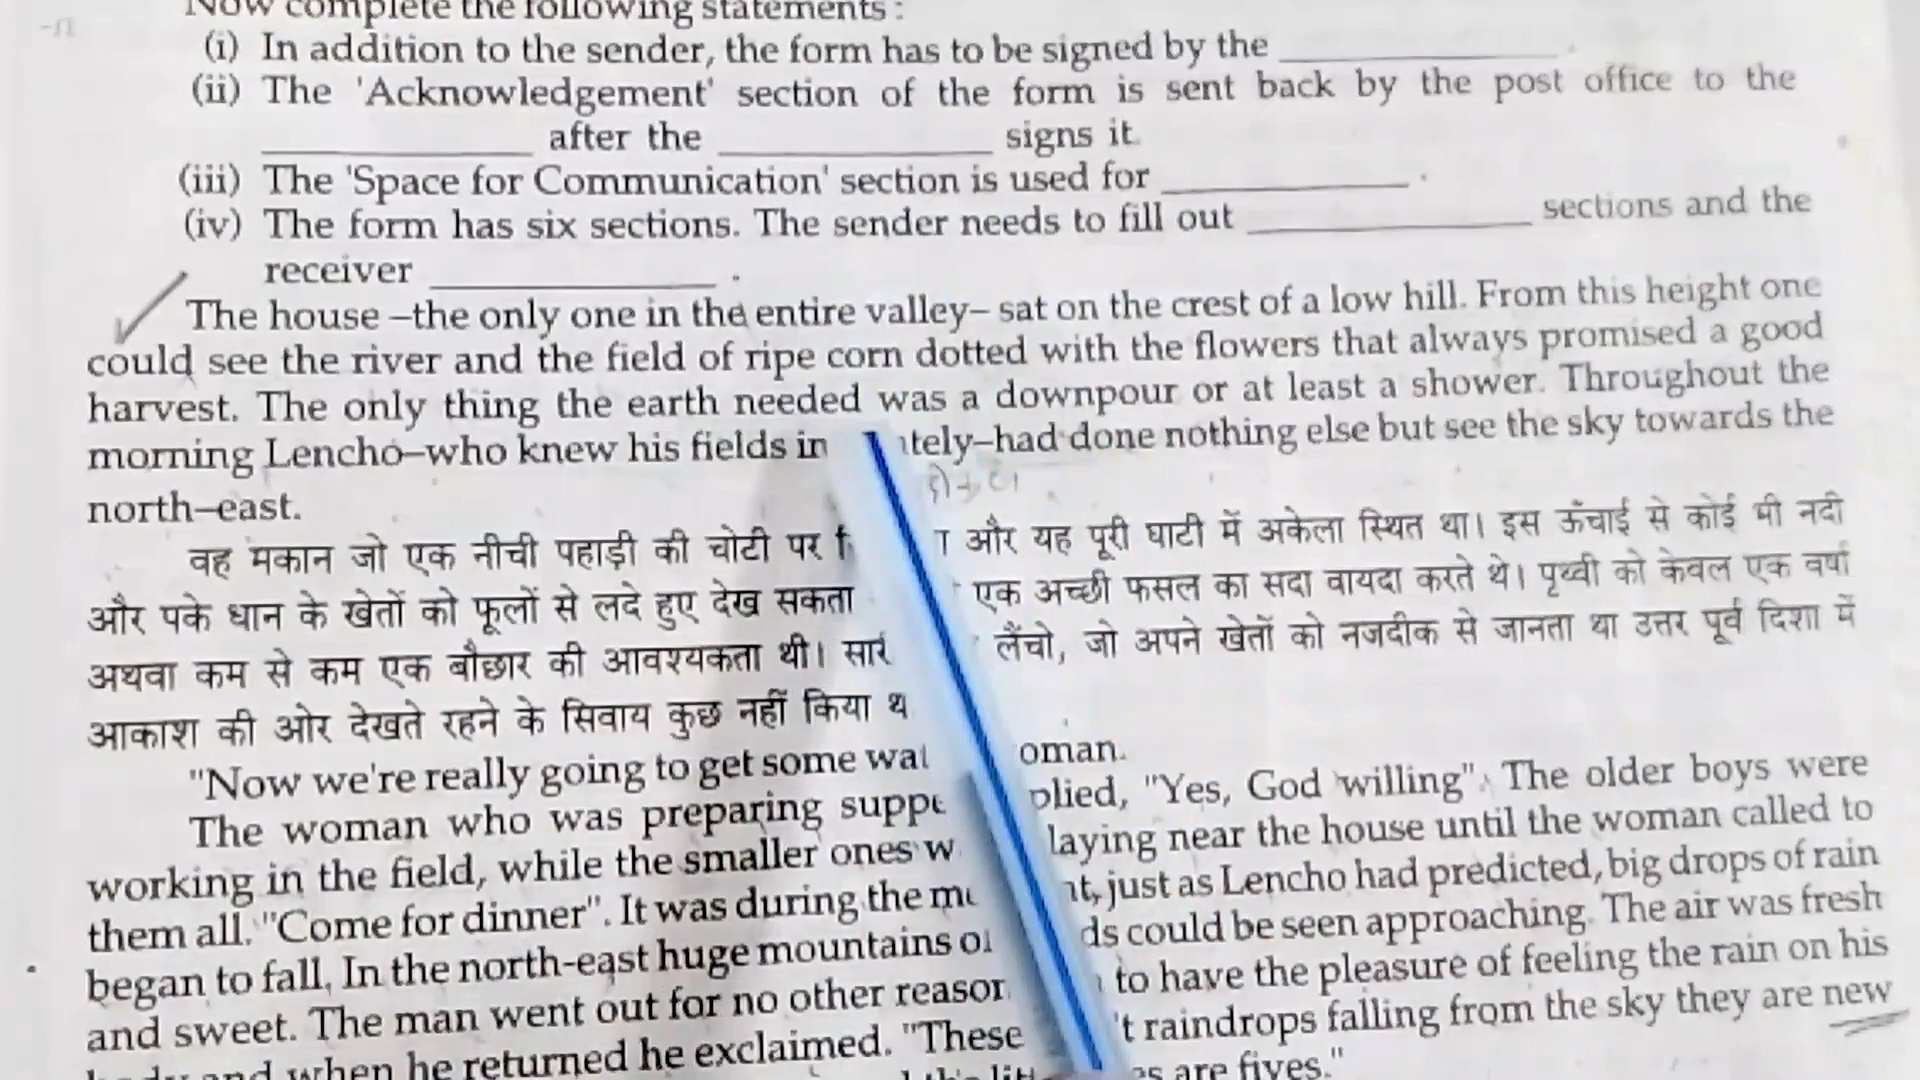 Now complete the following statements :
(i) In addition to the sender, the form has to be signed by the ____________ .
(ii) The 'Acknowledgement' section of the form is sent back by the post office to the
____________ after the ____________ signs it.
(iii) The 'Space for Communication' section is used for ____________ .
(iv) The form has six sections. The sender needs to fill out ____________ sections and the
receiver ____________ .
The house –the only one in the entire valley– sat on the crest of a low hill. From this height one
could see the river and the field of ripe corn dotted with the flowers that always promised a good
harvest. The only thing the earth needed was a downpour or at least a shower. Throughout the
morning Lencho–who knew his fields in tely–had done nothing else but see the sky towards the
north–east.
वह मकान जो एक नीची पहाड़ी की चोटी पर और यह पूरी घाटी में अकेला स्थित था। इस ऊँचाई से कोई भी नदी
और पके धान के खेतों को फूलों से लदे हुए देख सकता एक अच्छी फसल का सदा वायदा करते थे। पृथ्वी को केवल एक वर्षा
अथवा कम से कम एक बौछार की आवश्यकता थी। लेंचो, जो अपने खेतों को नजदीक से जानता था उत्तर पूर्व दिशा में
आकाश की ओर देखते रहने के सिवाय कुछ नहीं किया
"Now we're really going to get some oman.
The woman who was preparing plied, "Yes, God willing". The older boys were
working in the field, while the smaller ones laying near the house until the woman called to
them all. "Come for dinner". It was during the just as Lencho had predicted, big drops of rain
began to fall. In the north-east huge mountains ds could be seen approaching. The air was fresh
and sweet. The man went out for no other to have the pleasure of feeling the rain on his
and when he returned he exclaimed. "These 't raindrops falling from the sky they are new
are fives."